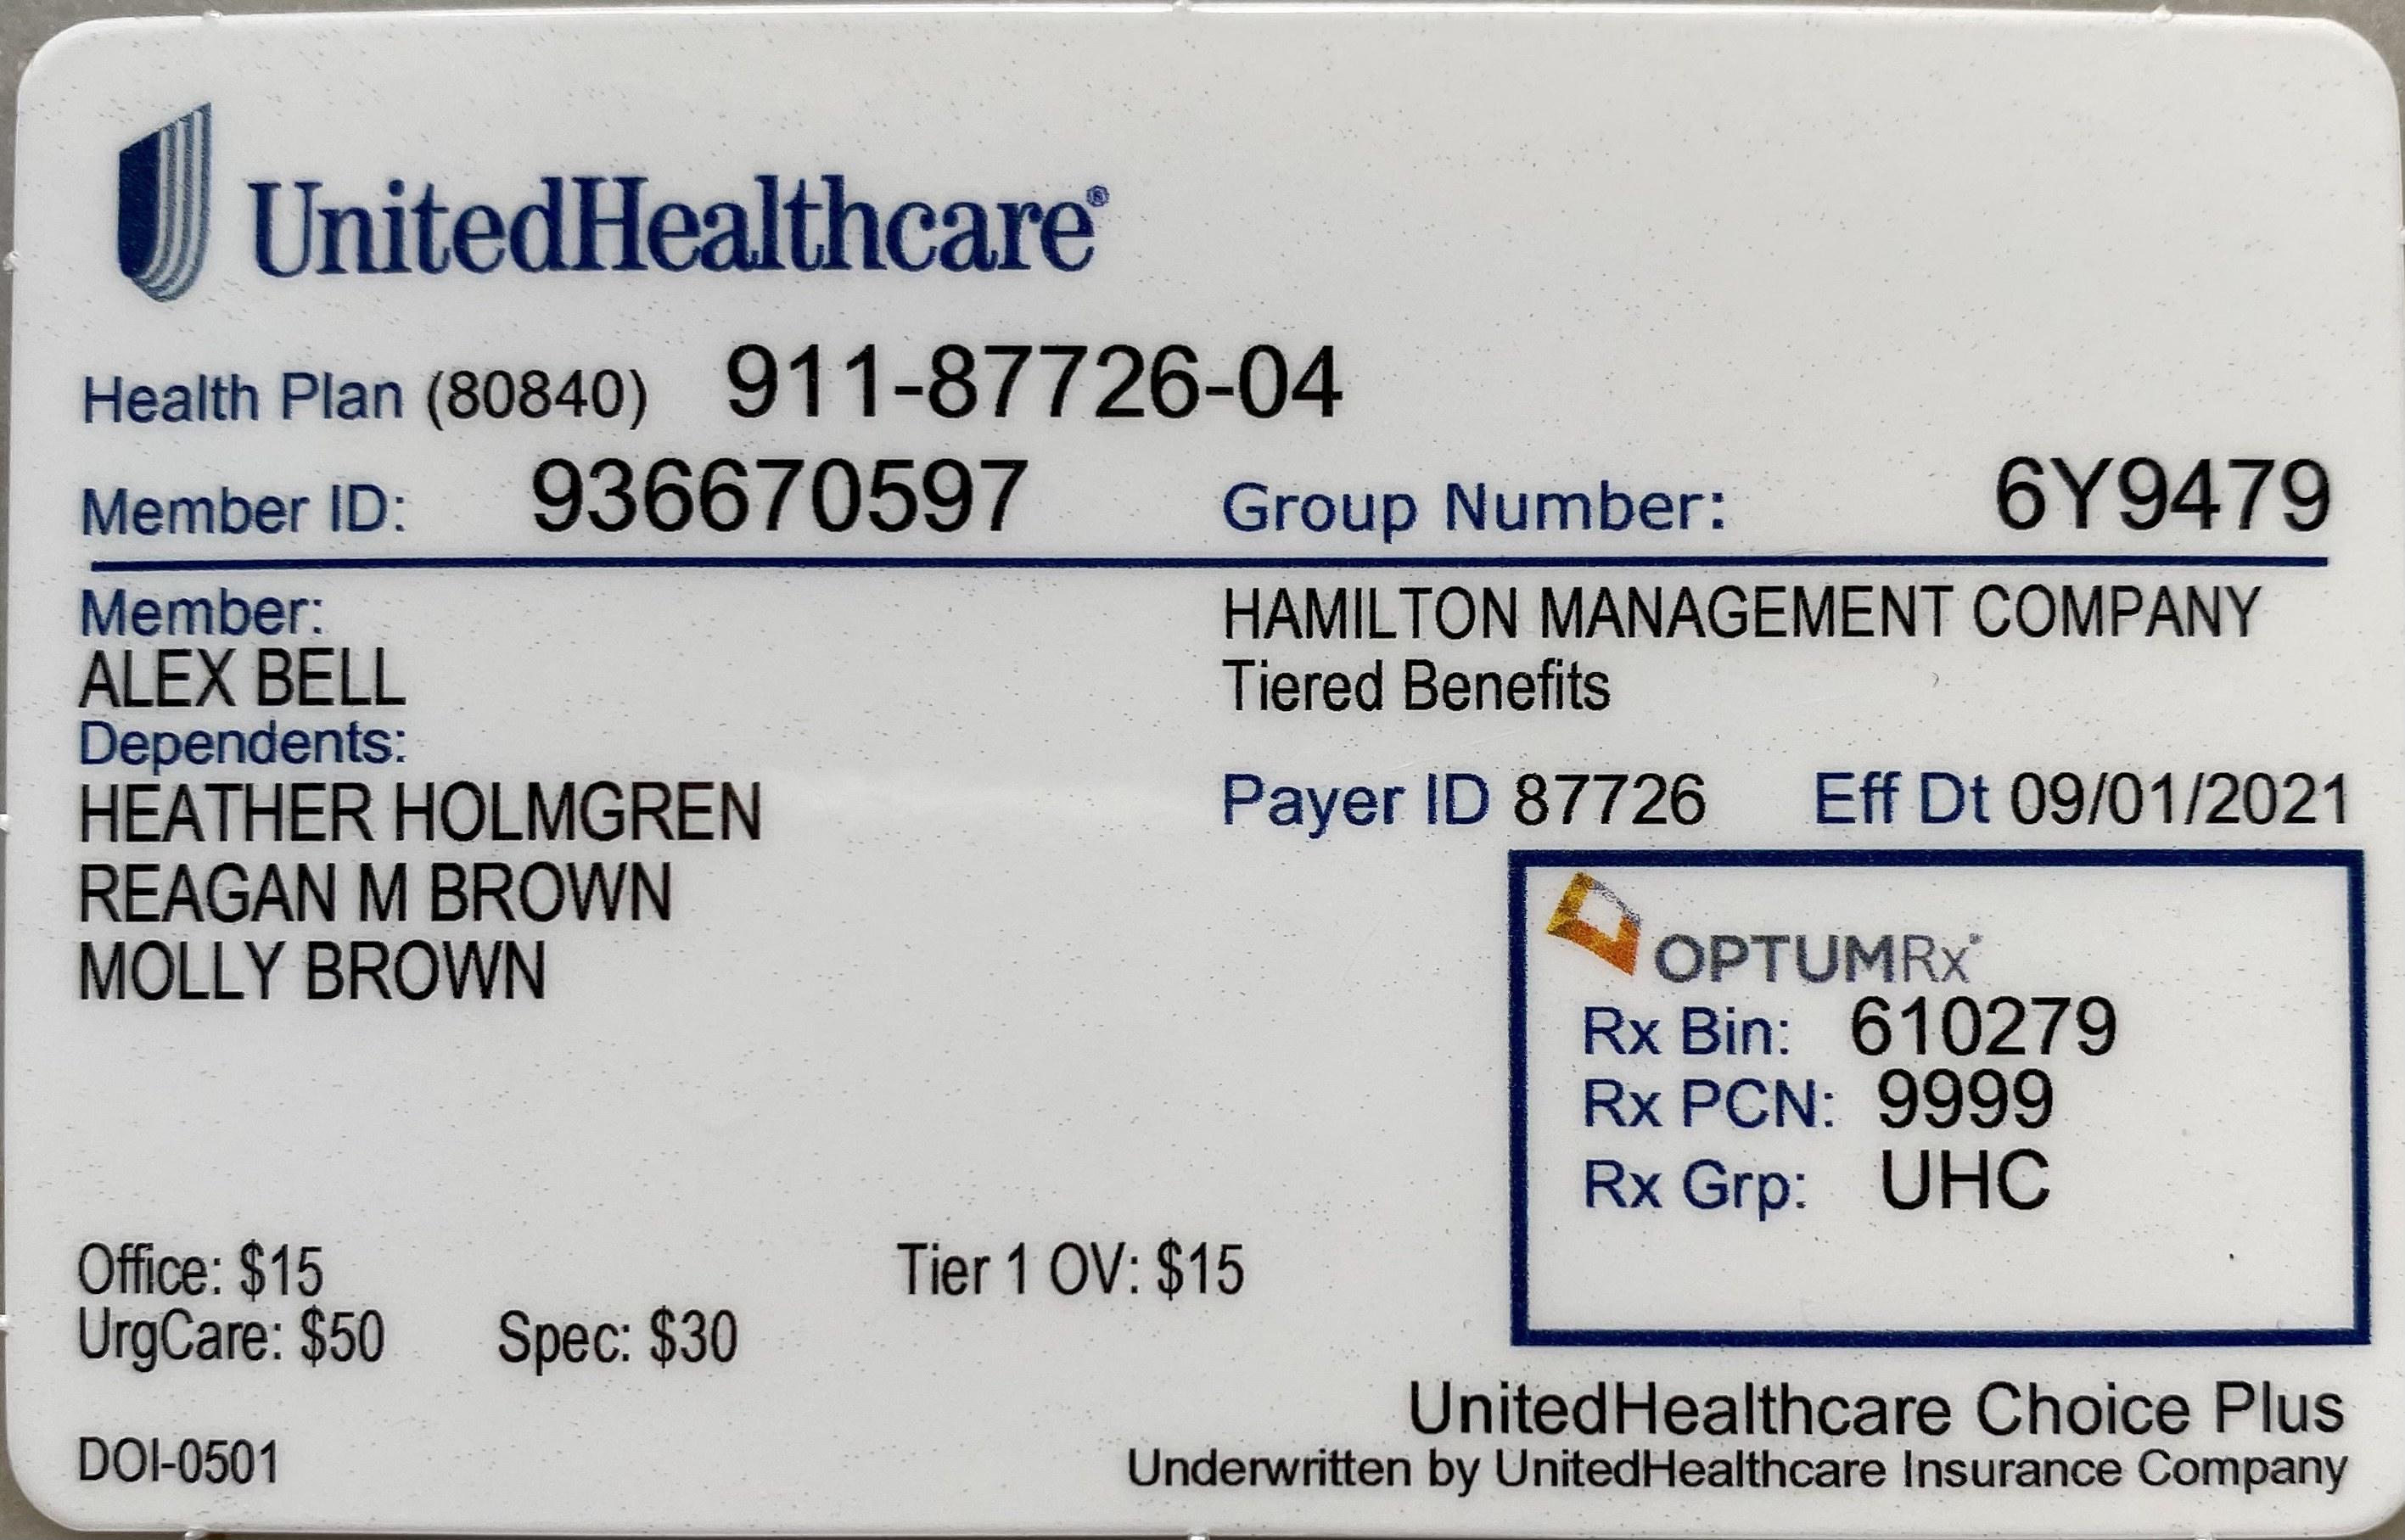 UnitedHealthcare®
Health Plan (80840) 911-87726-04
Member ID: 936670597 Group Number: 6Y9479
Member:
ALEX BELL
Dependents:
HEATHER HOLMGREN
REAGAN M BROWN
MOLLY BROWN
HAMILTON MANAGEMENT COMPANY
Tiered Benefits
Payer ID 87726 Eff Dt 09/01/2021
OPTUMRx®
Rx Bin: 610279
Rx PCN: 9999
Rx Grp: UHC
Office: $15 Tier 1 OV: $15
UrgCare: $50 Spec: $30
DOI-0501
UnitedHealthcare Choice Plus
Underwritten by UnitedHealthcare Insurance Company